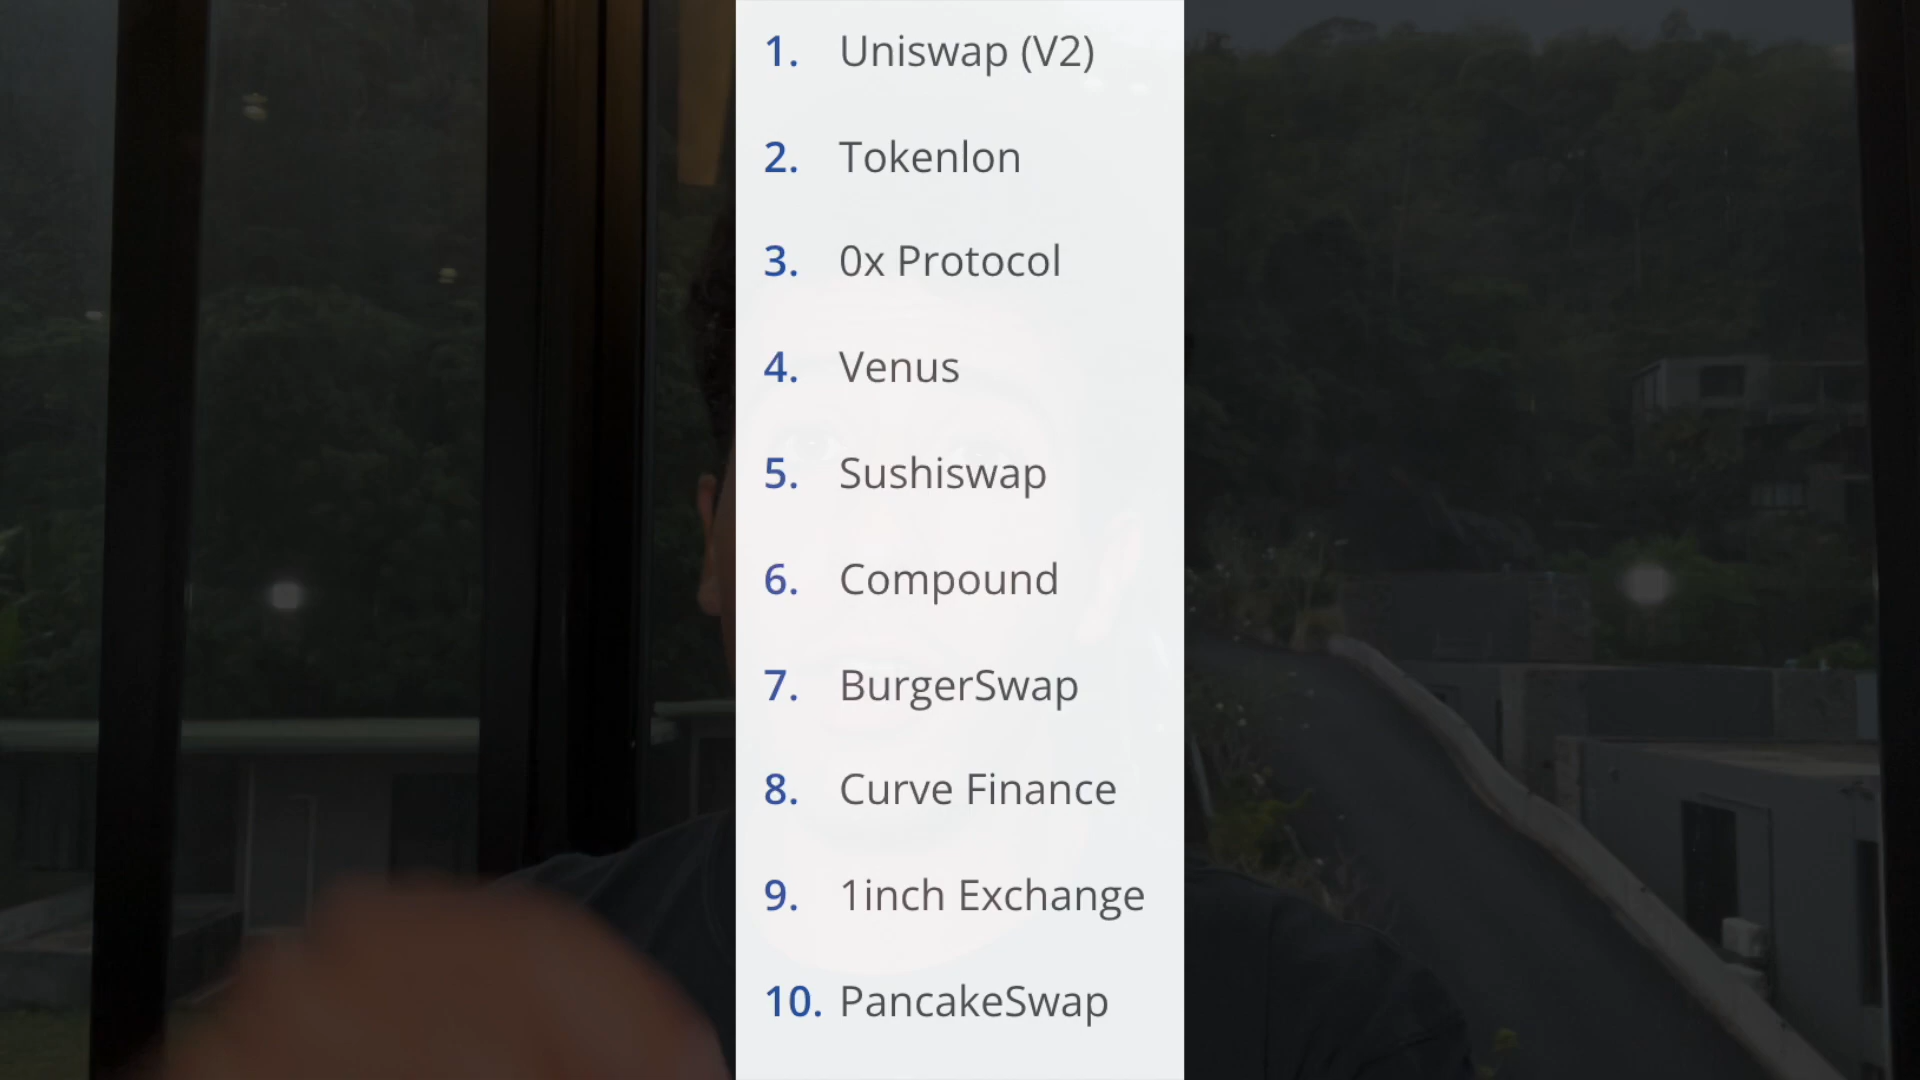 1. Uniswap (V2)
2. Tokenlon
3. 0x Protocol
4. Venus
5. Sushiswap
6. Compound
7. BurgerSwap
8. Curve Finance
9. 1inch Exchange
10. PancakeSwap